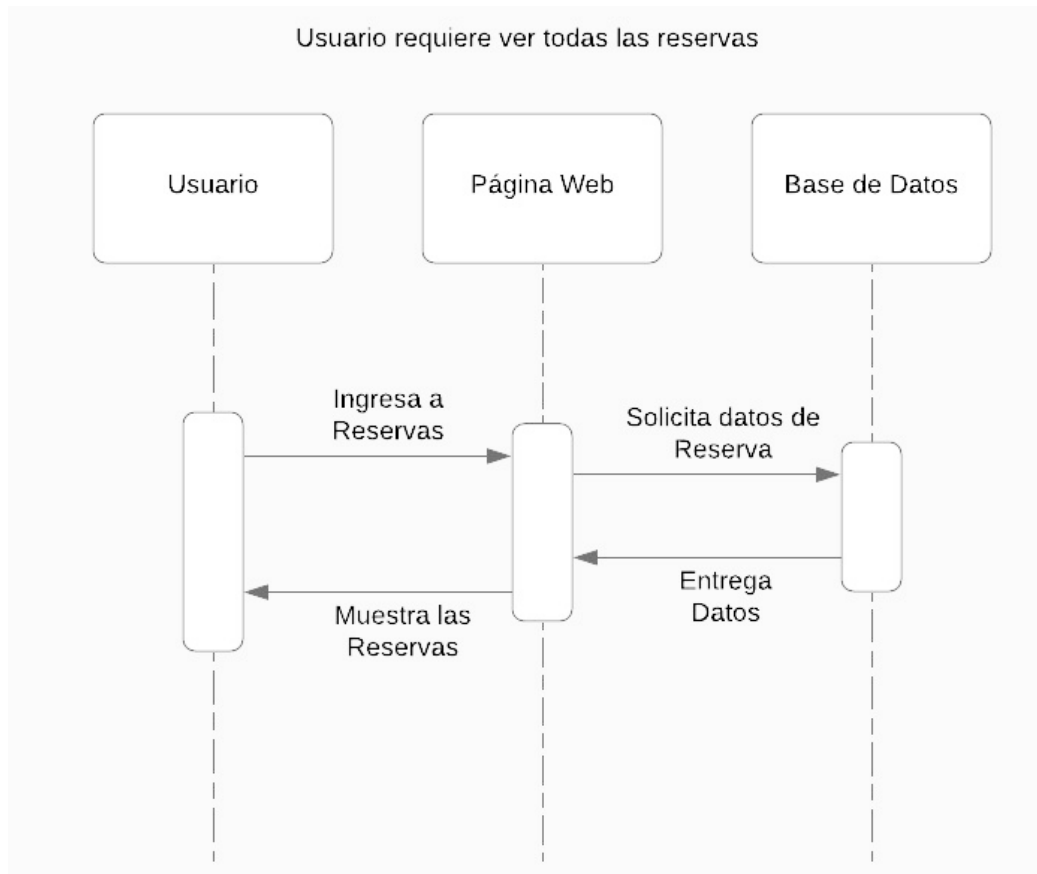 Usuario requiere ver todas las reservas
Usuario
Página Web
Base de Datos
Ingresa a
Reservas
Solicita datos de
Reserva
Entrega
Datos
Muestra las
Reservas